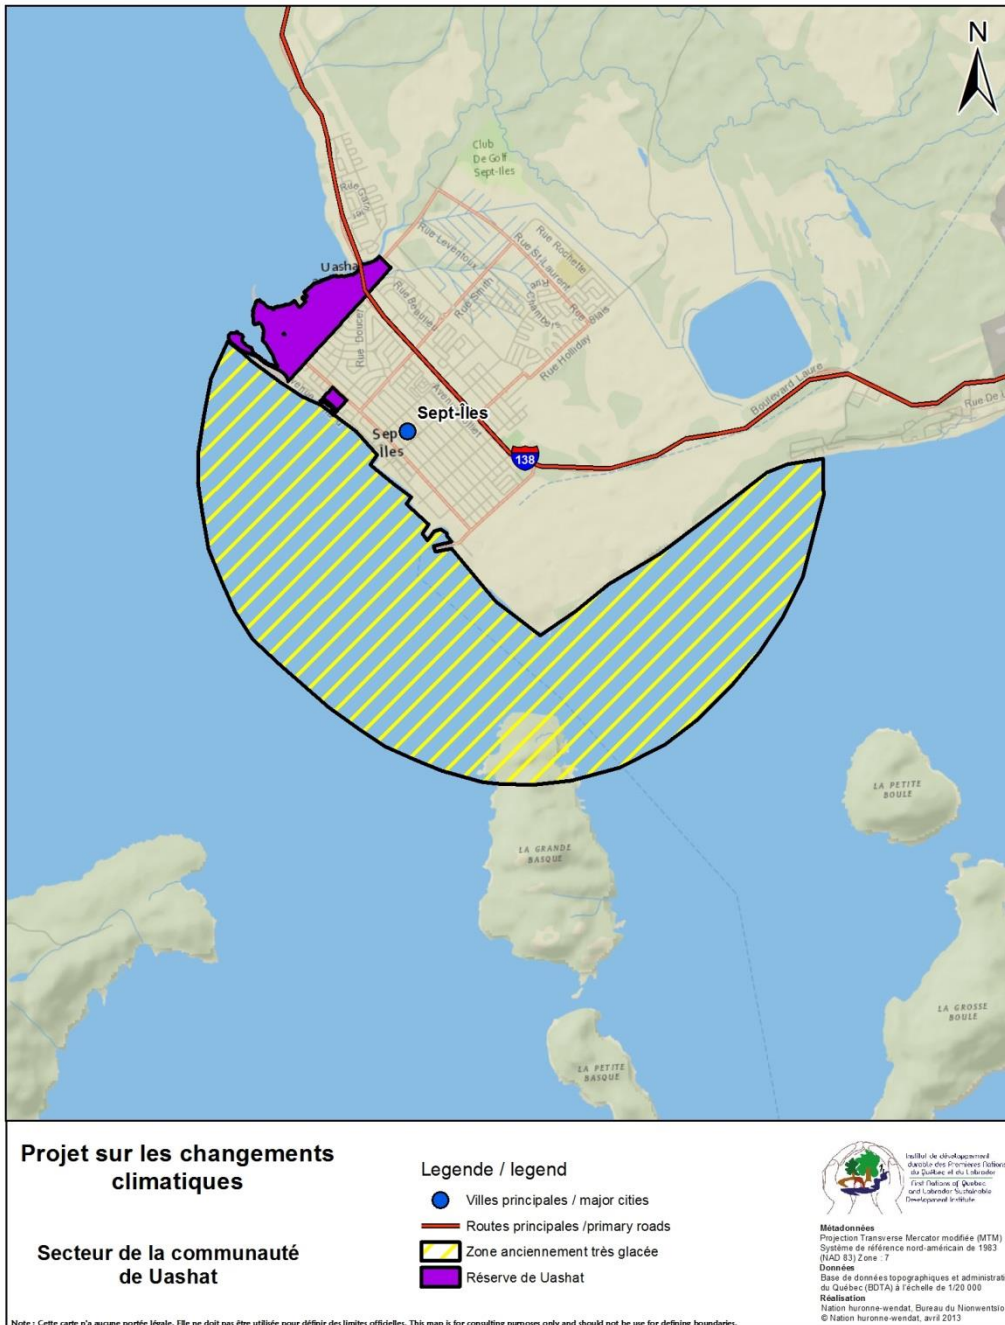 N
Club
De Golf
Sept-Iles
Rue Leventoux
Rue Rochette
Rue St-Laurent
Uasha
Rue Beaulieu
Rue Smith
Rue Doucet
Rue Blais
Rue Holliday
Boulevard Laure
Rue De
Sept-Îles
Sep
Iles
138
LA PETITE
BOULE
LA GRANDE
BASQUE
LA GROSSE
BOULE
LA PETITE
BASQUE
Projet sur les changements
climatiques
Secteur de la communauté
de Uashat
Legende / legend
Villes principales / major cities
Routes principales /primary roads
Zone anciennement très glacée
Réserve de Uashat
Institut de développement
durable des Premières Nations
du Québec et du Labrador
First Nations of Quebec
and Labrador Sustainable
Development Institute
Métadonnées
Projection Transverse Mercator modifiée (MTM)
Système de référence nord-américain de 1983
(NAD 83) Zone : 7
Données
Base de données topographiques et administrati
du Québec (BDTA) à l'échelle de 1/20 000
Réalisation
Nation huronne-wendat, Bureau du Nionwentsïo
© Nation huronne-wendat, avril 2013
Note : Cette carte n'a aucune portée légale. Elle ne doit pas être utilisée pour définir des limites officielles. This map is for consulting purposes only and should not be use for defining boundaries.